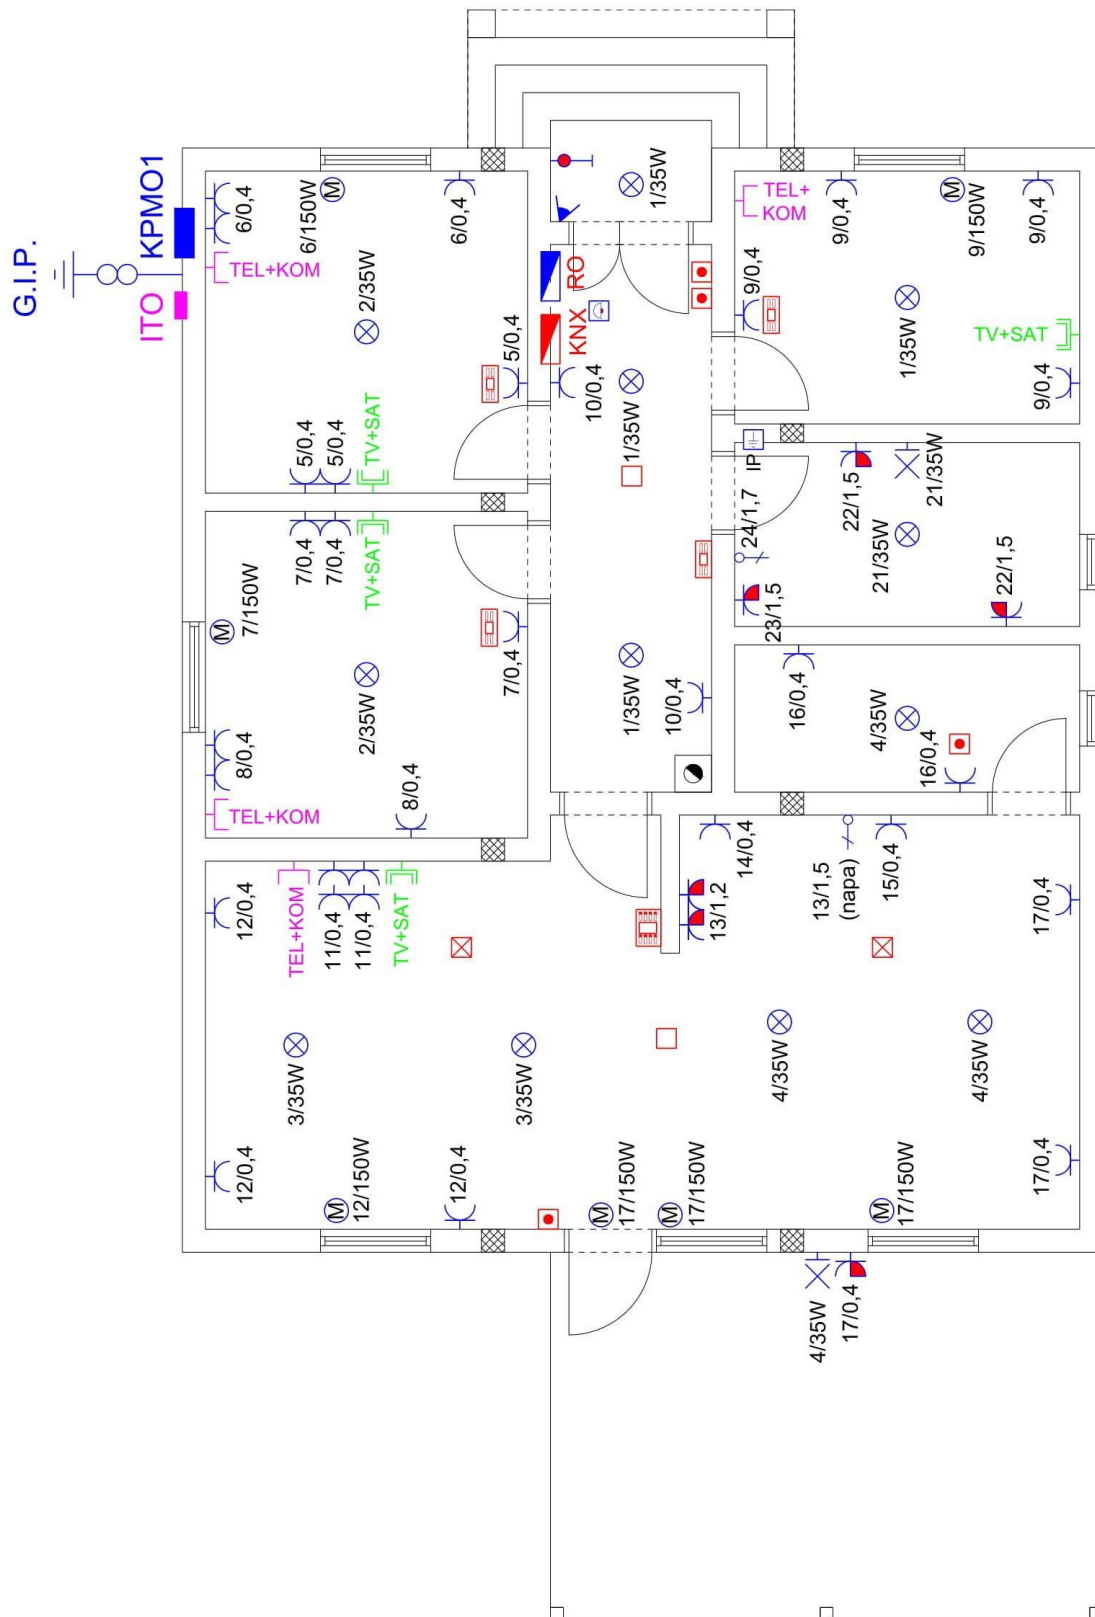 G.I.P.
KPMO1
ITO
6/0,4
TEL+KOM
6/150W
6/0,4
2/35W
5/0,4
5/0,4
TV+SAT
5/0,4
1/35W
RO
KNX
10/0,4
1/35W
TEL+
KOM
9/0,4
9/150W
9/0,4
9/0,4
1/35W
TV+SAT
9/0,4
7/0,4
7/0,4
TV+SAT
7/150W
2/35W
7/0,4
8/0,4
TEL+KOM
8/0,4
1/35W
10/0,4
IP
24/1,7
22/1,5
21/35W
21/35W
23/1,5
22/1,5
16/0,4
4/35W
16/0,4
12/0,4
TEL+KOM
11/0,4
11/0,4
TV+SAT
13/1,2
14/0,4
13/1,5
(napa)
15/0,4
17/0,4
3/35W
3/35W
4/35W
4/35W
12/0,4
12/150W
12/0,4
17/150W
17/150W
17/150W
17/0,4
4/35W
17/0,4
M
M
M
M
M
M
M